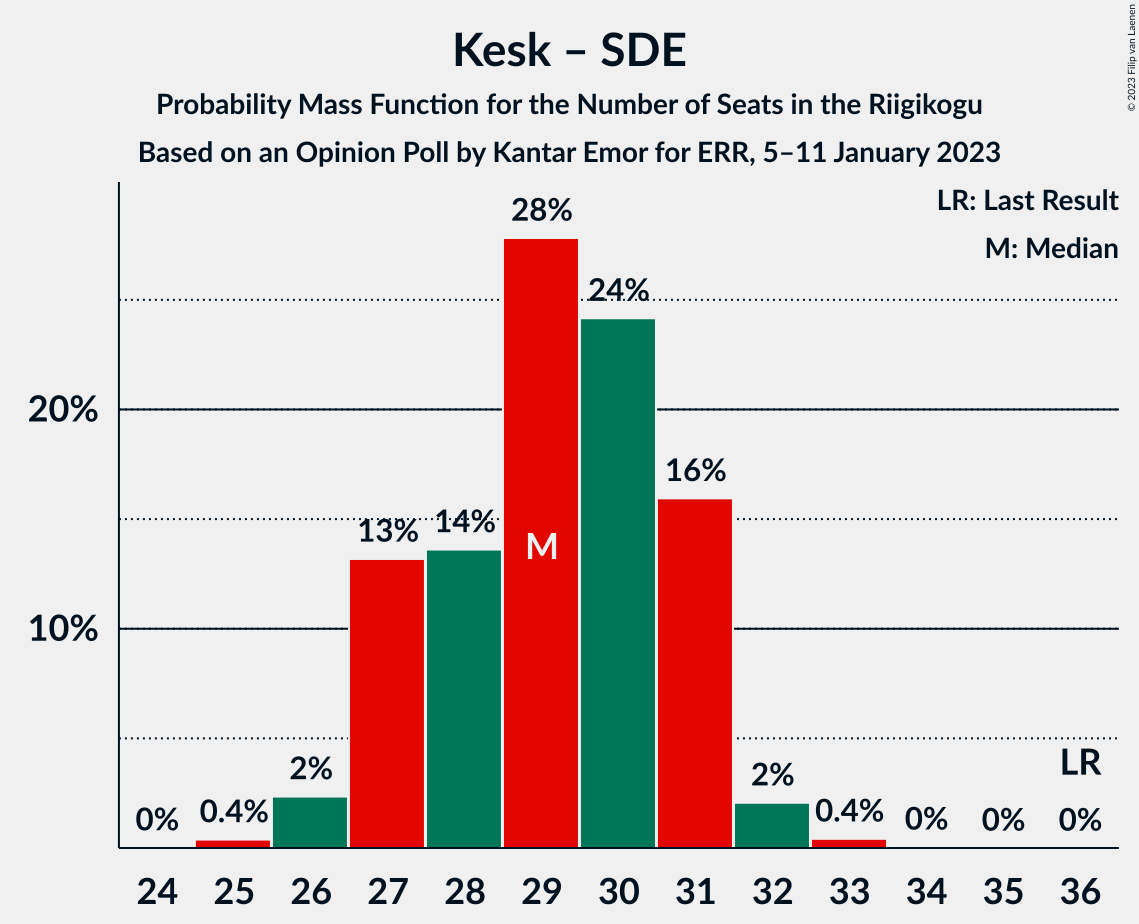 Kesk – SDE
Probability Mass Function for the Number of Seats in the Riigikogu
Based on an Opinion Poll by Kantar Emor for ERR, 5–11 January 2023
© 2023 Filip van Laenen
LR: Last Result
M: Median
28%
24%
20%
16%
13%
14%
M
10%
LR
0%
0.4%
2%
2%
0.4%
0%
0%
0%
24 25 26 27 28 29 30 31 32 33 34 35 36